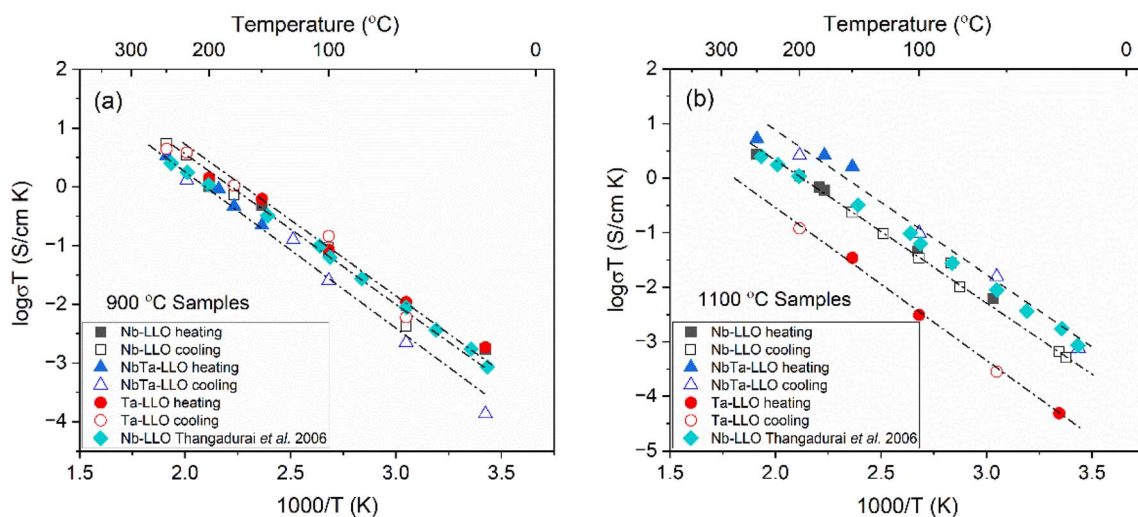 Temperature (°C)
300 200 100 0
2
1
0
−1
−2
−3
−4
logσT (S/cm K)
(a)
900 °C Samples
Nb-LLO heating
Nb-LLO cooling
NbTa-LLO heating
NbTa-LLO cooling
Ta-LLO heating
Ta-LLO cooling
Nb-LLO Thangadurai et al. 2006
1.5 2.0 2.5 3.0 3.5
1000/T (K)
Temperature (°C)
300 200 100 0
2
1
0
−1
−2
−3
−4
−5
logσT (S/cm K)
(b)
1100 °C Samples
Nb-LLO heating
Nb-LLO cooling
NbTa-LLO heating
NbTa-LLO cooling
Ta-LLO heating
Ta-LLO cooling
Nb-LLO Thangadurai et al. 2006
1.5 2.0 2.5 3.0 3.5
1000/T (K)